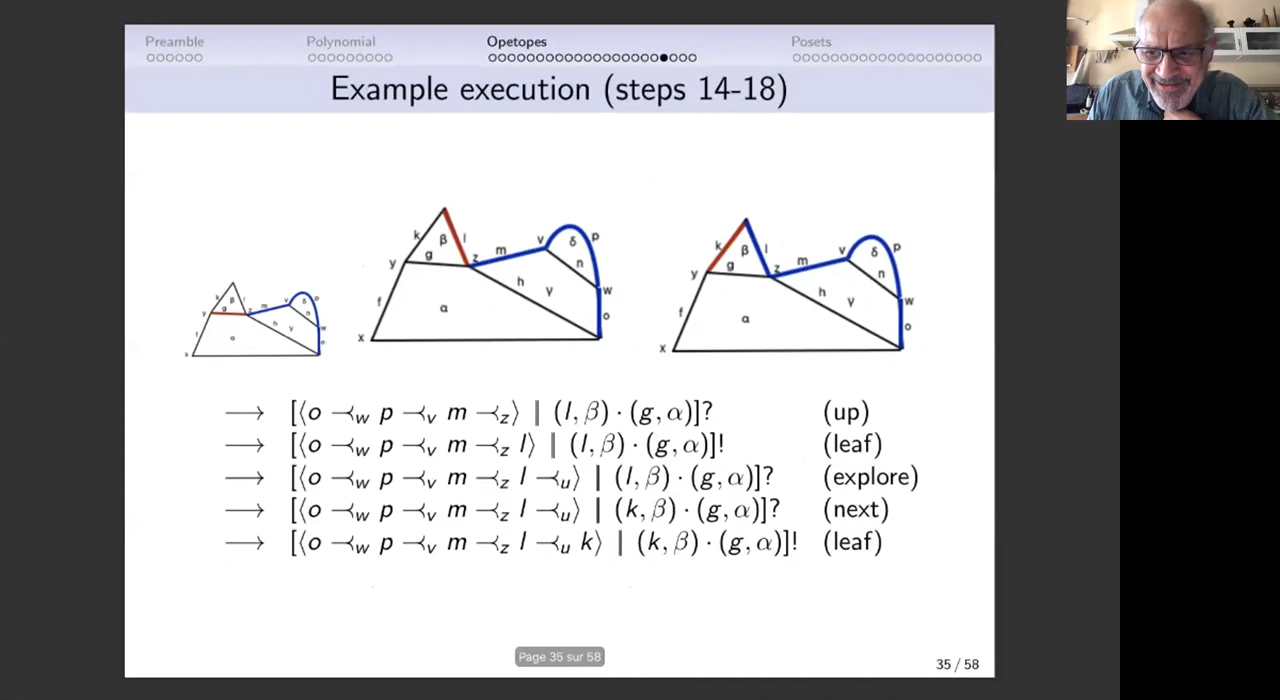 Preamble Polynomial Opetopes Posets
Example execution (steps 14-18)
k β l g y z m v δ p n h γ w f α o x
k β l g y z m v δ p n h γ w f α o x
k β l g y z m v δ p n h γ w f α o x
⟶ [⟨o ≺w p ≺v m ≺z⟩ | (l, β) · (g, α)]? (up)
⟶ [⟨o ≺w p ≺v m ≺z l⟩ | (l, β) · (g, α)]! (leaf)
⟶ [⟨o ≺w p ≺v m ≺z l ≺u⟩ | (l, β) · (g, α)]? (explore)
⟶ [⟨o ≺w p ≺v m ≺z l ≺u⟩ | (k, β) · (g, α)]? (next)
⟶ [⟨o ≺w p ≺v m ≺z l ≺u k⟩ | (k, β) · (g, α)]! (leaf)
Page 35 sur 58
35 / 58